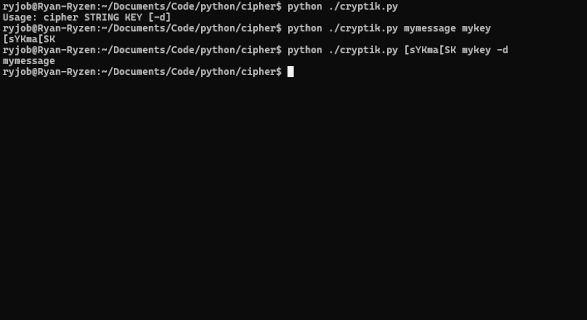 ryjob@Ryan-Ryzen:~/Documents/Code/python/cipher$ python ./cryptik.py
Usage: cipher STRING KEY [-d]
ryjob@Ryan-Ryzen:~/Documents/Code/python/cipher$ python ./cryptik.py mymessage mykey
[sYKma[SK
ryjob@Ryan-Ryzen:~/Documents/Code/python/cipher$ python ./cryptik.py [sYKma[SK mykey -d
mymessage
ryjob@Ryan-Ryzen:~/Documents/Code/python/cipher$